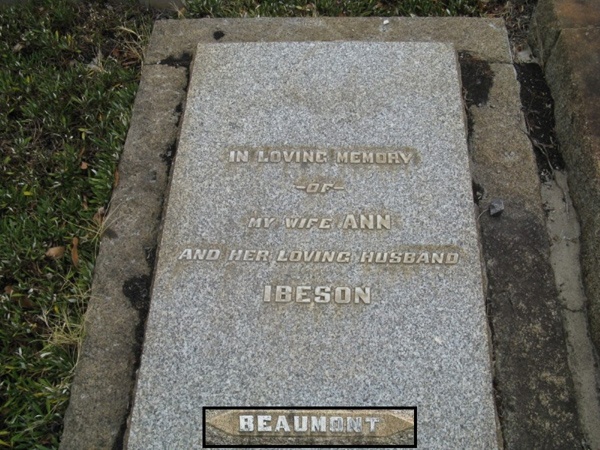 IN LOVING MEMORY
-OF-
MY WIFE ANN
AND HER LOVING HUSBAND
IBESON
BEAUMONT